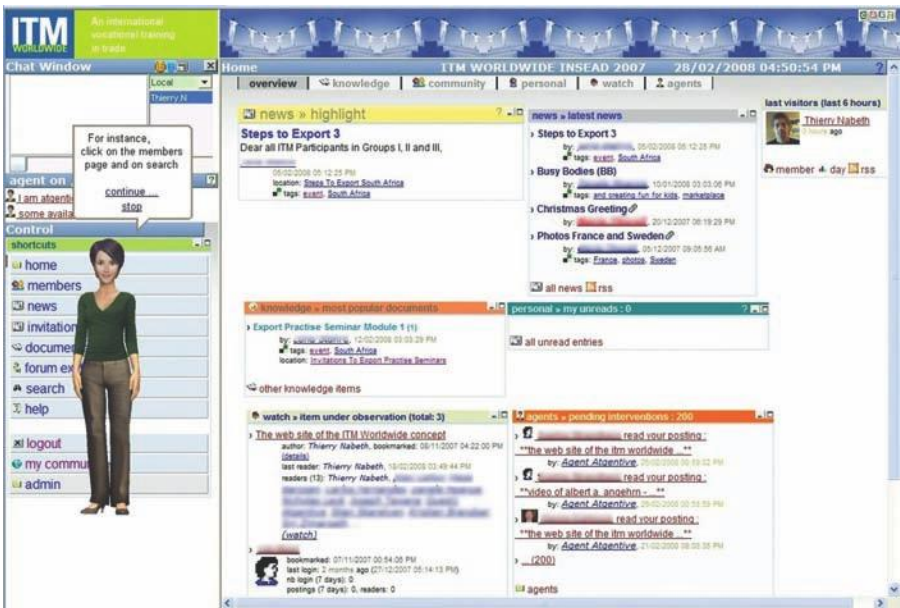 ITM
WORLDWIDE
An international
vocational training
in trade
Chat Window
Local
Thierry N
For instance,
click on the members
page and on search
continue ...
stop
agent on
I am atgentiv
some availa
Control
shortcuts
home
members
news
invitation
documen
forum ex
search
help
logout
my commun
admin
Home
ITM WORLDWIDE INSEAD 2007
28/02/2008 04:50:54 PM
?
overview | knowledge | community | personal | watch | agents |
news » highlight
Steps to Export 3
Dear all ITM Participants in Groups I, II and III,
05/02/2008 05:12:25 PM
location: Steps To Export South Africa
tags: event, South Africa
news » latest news
› Steps to Export 3
by: , 05/02/2008 05:12:25 PM
tags: event, South Africa
› Busy Bodies (BB)
by: , 10/01/2008 03:03:06 PM
tags: and creating fun for kids, marketplace
› Christmas Greeting
by: , 20/12/2007 06:19:29 PM
› Photos France and Sweden
by: , 05/12/2007 09:05:56 AM
tags: France, photos, Sweden
all news rss
last visitors (last 6 hours)
Thierry Nabeth
0 hours ago
member day rss
knowledge » most popular documents
› Export Practise Seminar Module 1 (1)
by: , 12/02/2008 03:03:29 PM
tags: event, South Africa
location: Invitations To Export Practise Seminars
other knowledge items
personal » my unreads : 0
all unread entries
watch » item under observation (total: 3)
› The web site of the ITM Worldwide concept
author: Thierry Nabeth, bookmarked: 08/11/2007 04:22:00 PM
(details)
last reader: Thierry Nabeth, 18/02/2008 03:49:44 PM
readers (13): Thierry Nabeth,
(watch)
bookmarked: 07/11/2007 00:54:06 PM
last login: 2 months ago (27/12/2007 05:14:13 PM)
nb login (7 days): 0
postings (7 days): 0, readers: 0
agents » pending interventions : 200
read your posting :
"the web site of the itm worldwide ..."
by: Agent Atgentive,
read your posting :
"video of albert a. angehrn - ..."
by: Agent Atgentive,
read your posting :
"the web site of the itm worldwide ..."
by: Agent Atgentive,
› ... (200)
agents